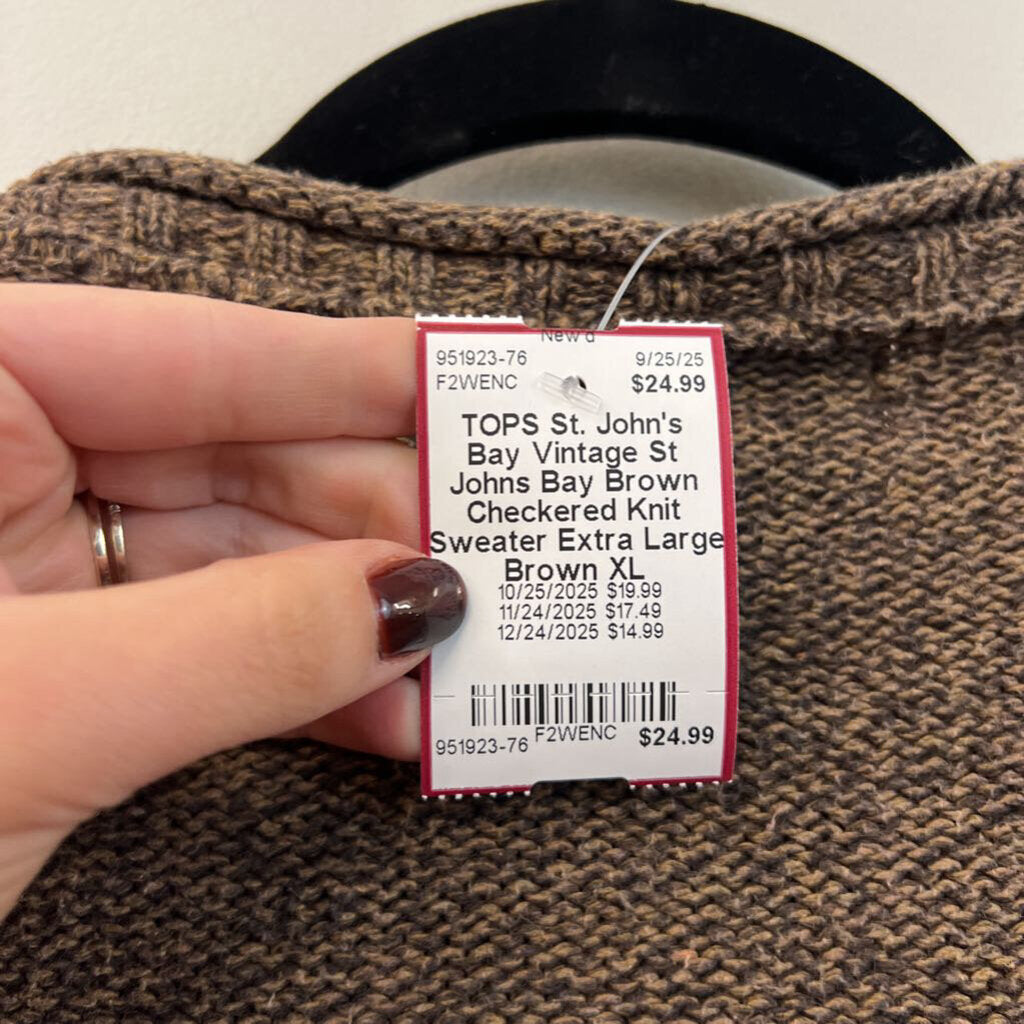 New'd
951923-76 9/25/25
F2WENC $24.99
TOPS St. John's
Bay Vintage St
Johns Bay Brown
Checkered Knit
Sweater Extra Large
Brown XL
10/25/2025 $19.99
11/24/2025 $17.49
12/24/2025 $14.99
951923-76 F2WENC $24.99